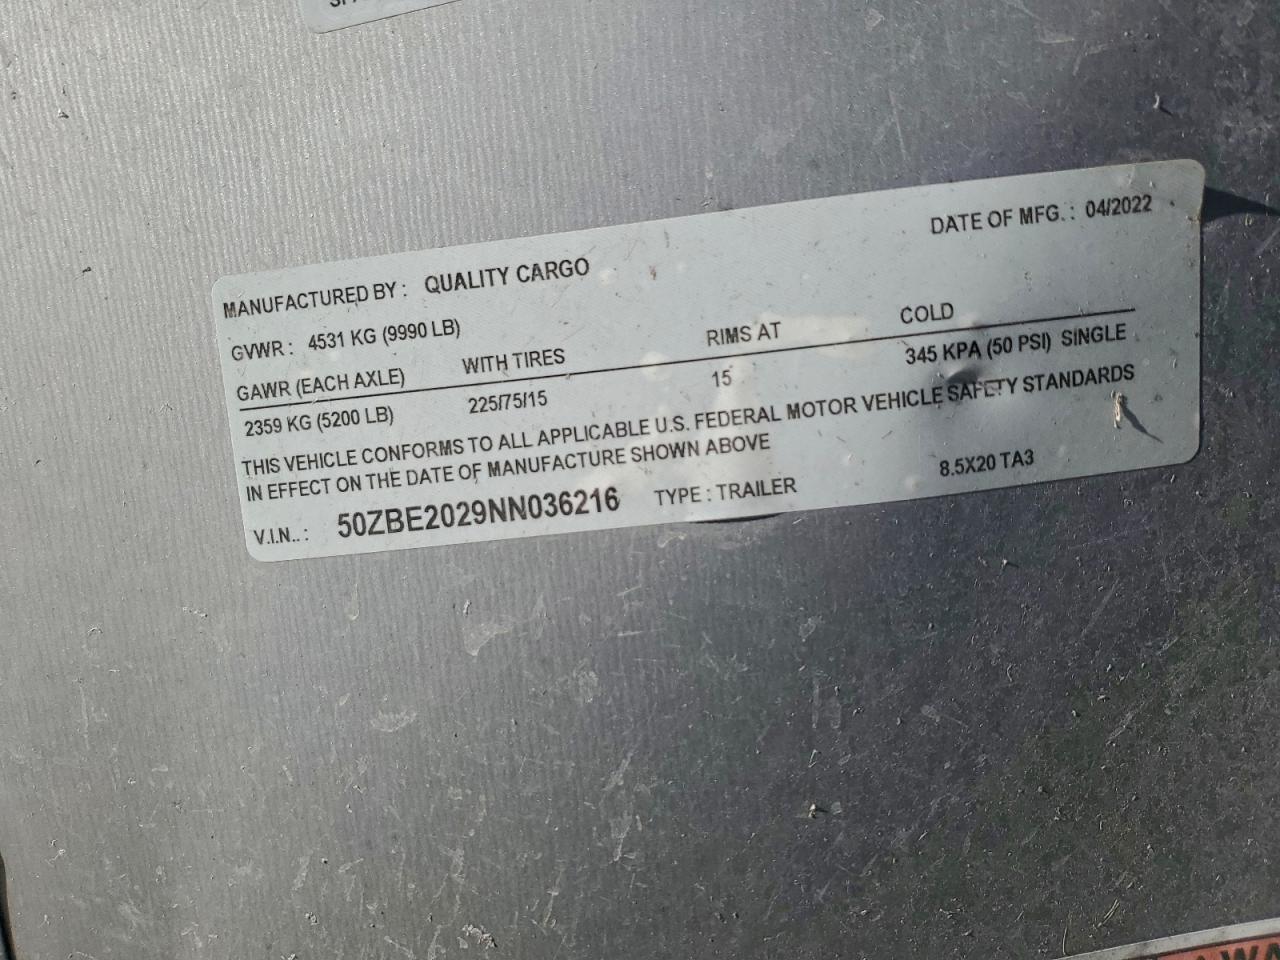 MANUFACTURED BY : QUALITY CARGO DATE OF MFG. : 04/2022
GVWR : 4531 KG (9990 LB)
GAWR (EACH AXLE) WITH TIRES RIMS AT COLD
2359 KG (5200 LB) 225/75/15 15 345 KPA (50 PSI) SINGLE
THIS VEHICLE CONFORMS TO ALL APPLICABLE U.S. FEDERAL MOTOR VEHICLE SAFETY STANDARDS
IN EFFECT ON THE DATE OF MANUFACTURE SHOWN ABOVE
V.I.N.. : 50ZBE2029NN036216 TYPE : TRAILER 8.5X20 TA3